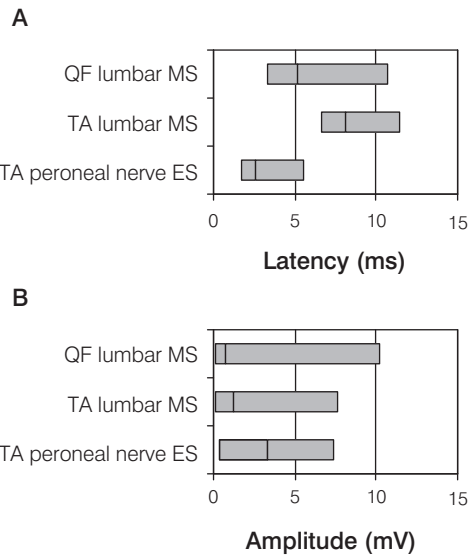 A
QF lumbar MS
TA lumbar MS
TA peroneal nerve ES
0 5 10 15
Latency (ms)
B
QF lumbar MS
TA lumbar MS
TA peroneal nerve ES
0 5 10 15
Amplitude (mV)